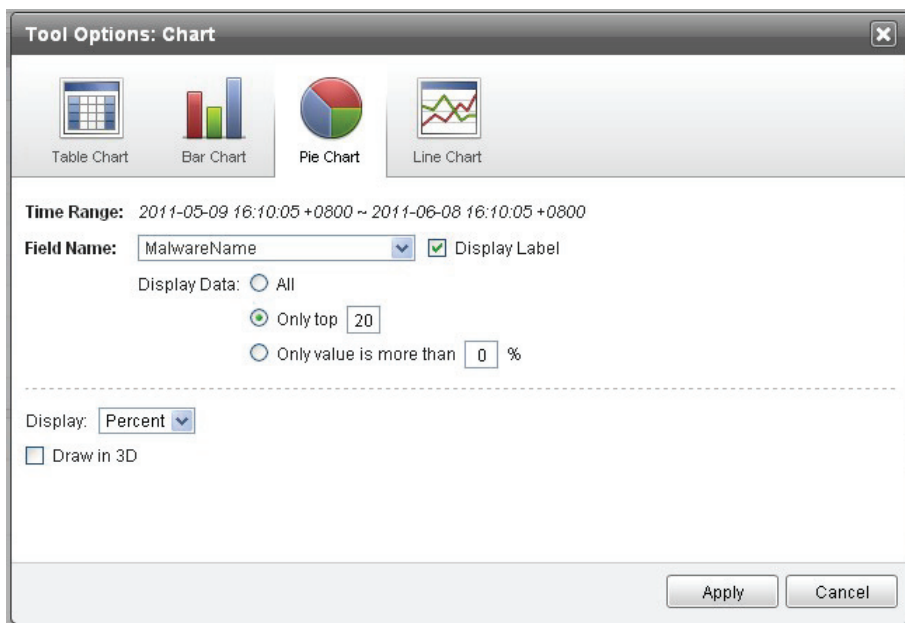 Tool Options: Chart
Table Chart
Bar Chart
Pie Chart
Line Chart
Time Range: 2011-05-09 16:10:05 +0800 ~ 2011-06-08 16:10:05 +0800
Field Name: MalwareName Display Label
Display Data: All
Only top 20
Only value is more than 0 %
Display: Percent
Draw in 3D
Apply Cancel